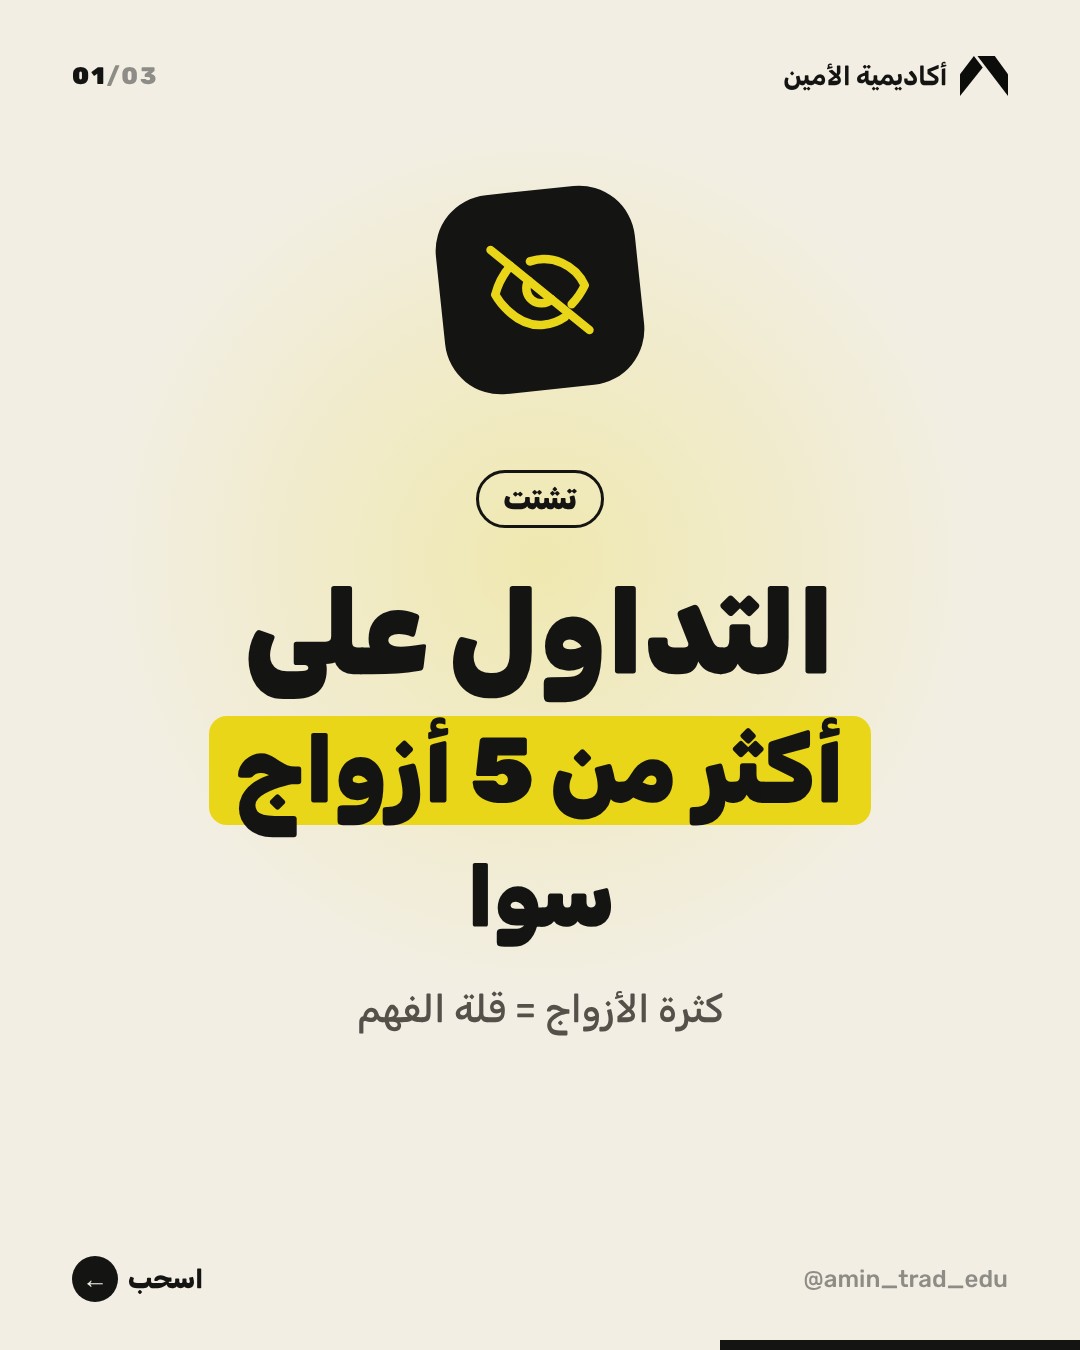 أكاديمية الأمين
01/03
تشتت
التداول على
أكثر من 5 أزواج
سوا
كثرة الأزواج = قلة الفهم
@amin_trad_edu
اسحب ←